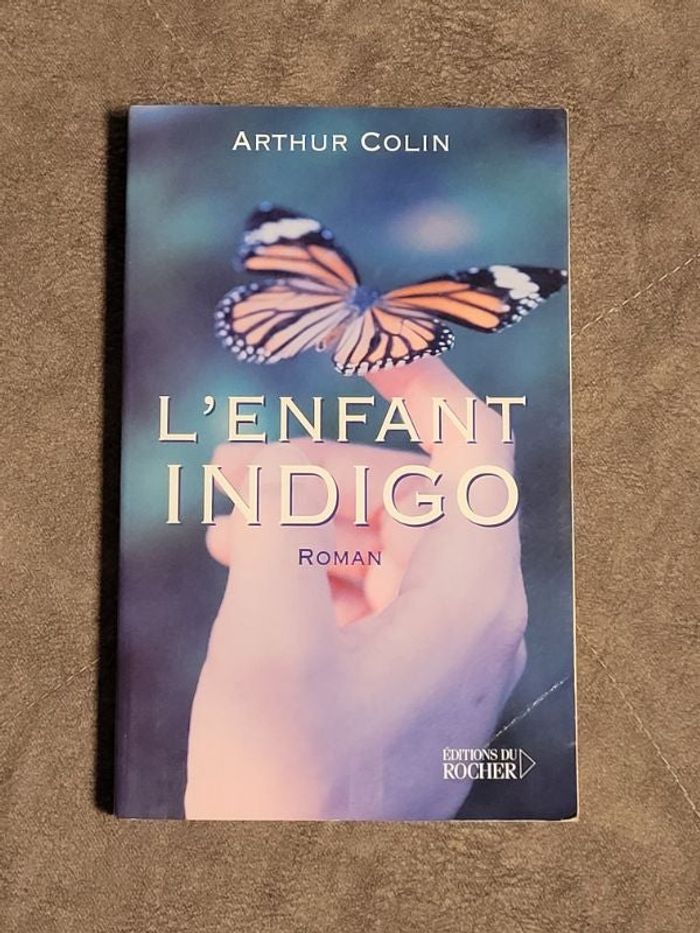 ARTHUR COLIN
L'ENFANT
INDIGO
ROMAN
ÉDITIONS DU
ROCHER